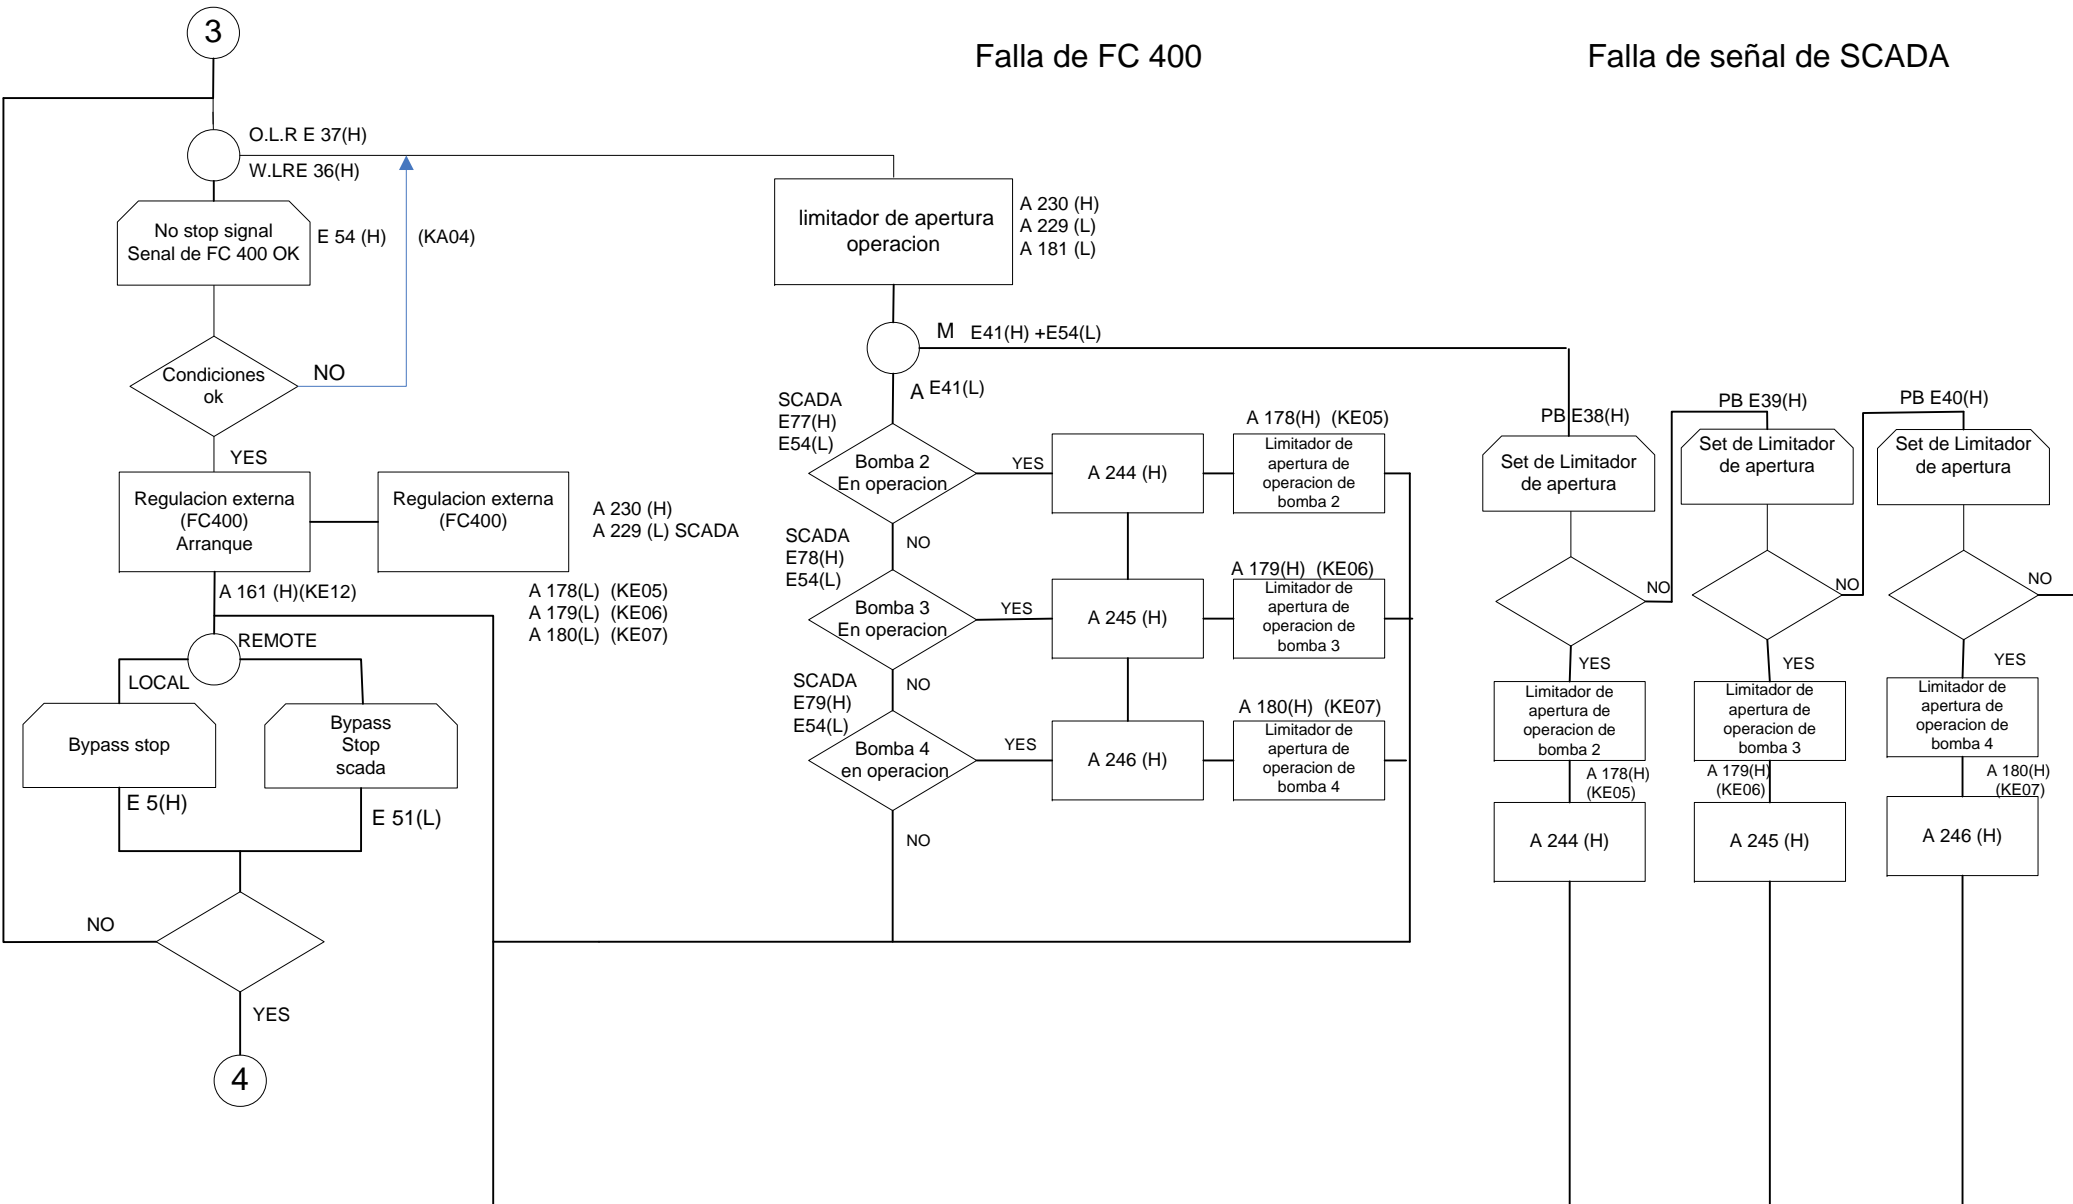 3
Falla de FC 400
Falla de señal de SCADA
O.L.R E 37(H)
W.LRE 36(H)
No stop signal
Senal de FC 400 OK
E 54 (H)
(KA04)
Condiciones
ok
NO
YES
Regulacion externa
(FC400)
Arranque
Regulacion externa
(FC400)
A 230 (H)
A 229 (L) SCADA
A 161 (H)(KE12)
A 178(L) (KE05)
A 179(L) (KE06)
A 180(L) (KE07)
REMOTE
LOCAL
Bypass stop
Bypass
Stop
scada
E 5(H)
E 51(L)
NO
YES
4
limitador de apertura
operacion
A 230 (H)
A 229 (L)
A 181 (L)
M E41(H) +E54(L)
A E41(L)
SCADA
E77(H)
E54(L)
Bomba 2
En operacion
YES
A 244 (H)
A 178(H) (KE05)
Limitador de
apertura de
operacion de
bomba 2
NO
SCADA
E78(H)
E54(L)
Bomba 3
En operacion
YES
A 245 (H)
A 179(H) (KE06)
Limitador de
apertura de
operacion de
bomba 3
NO
SCADA
E79(H)
E54(L)
Bomba 4
en operacion
YES
A 246 (H)
A 180(H) (KE07)
Limitador de
apertura de
operacion de
bomba 4
NO
PB E38(H)
Set de Limitador
de apertura
NO
YES
Limitador de
apertura de
operacion de
bomba 2
A 178(H)
(KE05)
A 244 (H)
PB E39(H)
Set de Limitador
de apertura
NO
YES
Limitador de
apertura de
operacion de
bomba 3
A 179(H)
(KE06)
A 245 (H)
PB E40(H)
Set de Limitador
de apertura
NO
YES
Limitador de
apertura de
operacion de
bomba 4
A 180(H)
(KE07)
A 246 (H)